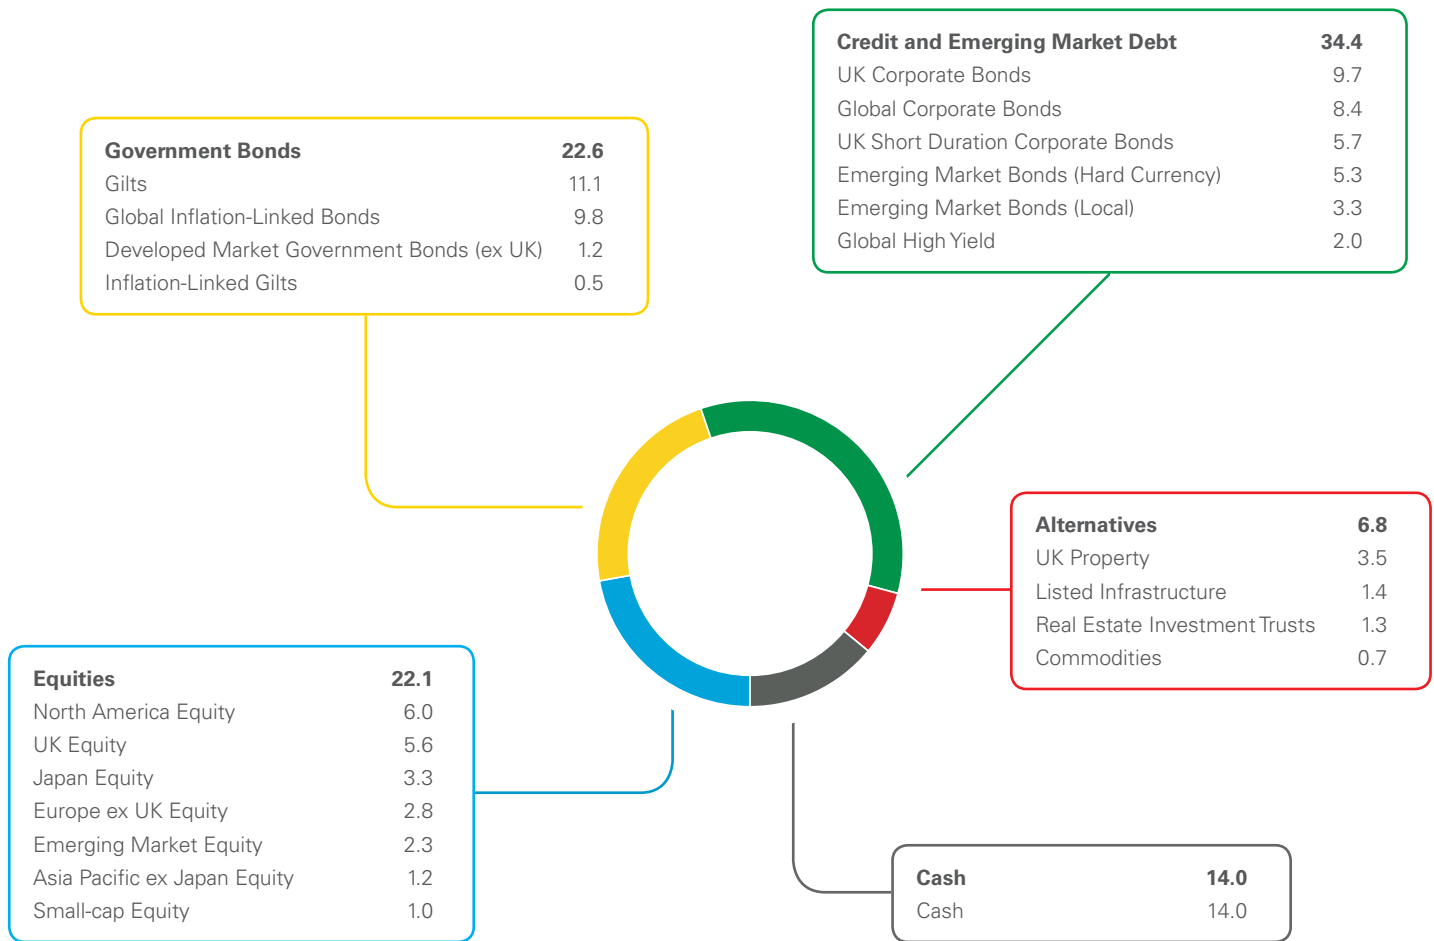 Credit and Emerging Market Debt 34.4
UK Corporate Bonds 9.7
Global Corporate Bonds 8.4
UK Short Duration Corporate Bonds 5.7
Emerging Market Bonds (Hard Currency) 5.3
Emerging Market Bonds (Local) 3.3
Global High Yield 2.0
Government Bonds 22.6
Gilts 11.1
Global Inflation-Linked Bonds 9.8
Developed Market Government Bonds (ex UK) 1.2
Inflation-Linked Gilts 0.5
Alternatives 6.8
UK Property 3.5
Listed Infrastructure 1.4
Real Estate Investment Trusts 1.3
Commodities 0.7
Equities 22.1
North America Equity 6.0
UK Equity 5.6
Japan Equity 3.3
Europe ex UK Equity 2.8
Emerging Market Equity 2.3
Asia Pacific ex Japan Equity 1.2
Small-cap Equity 1.0
Cash 14.0
Cash 14.0